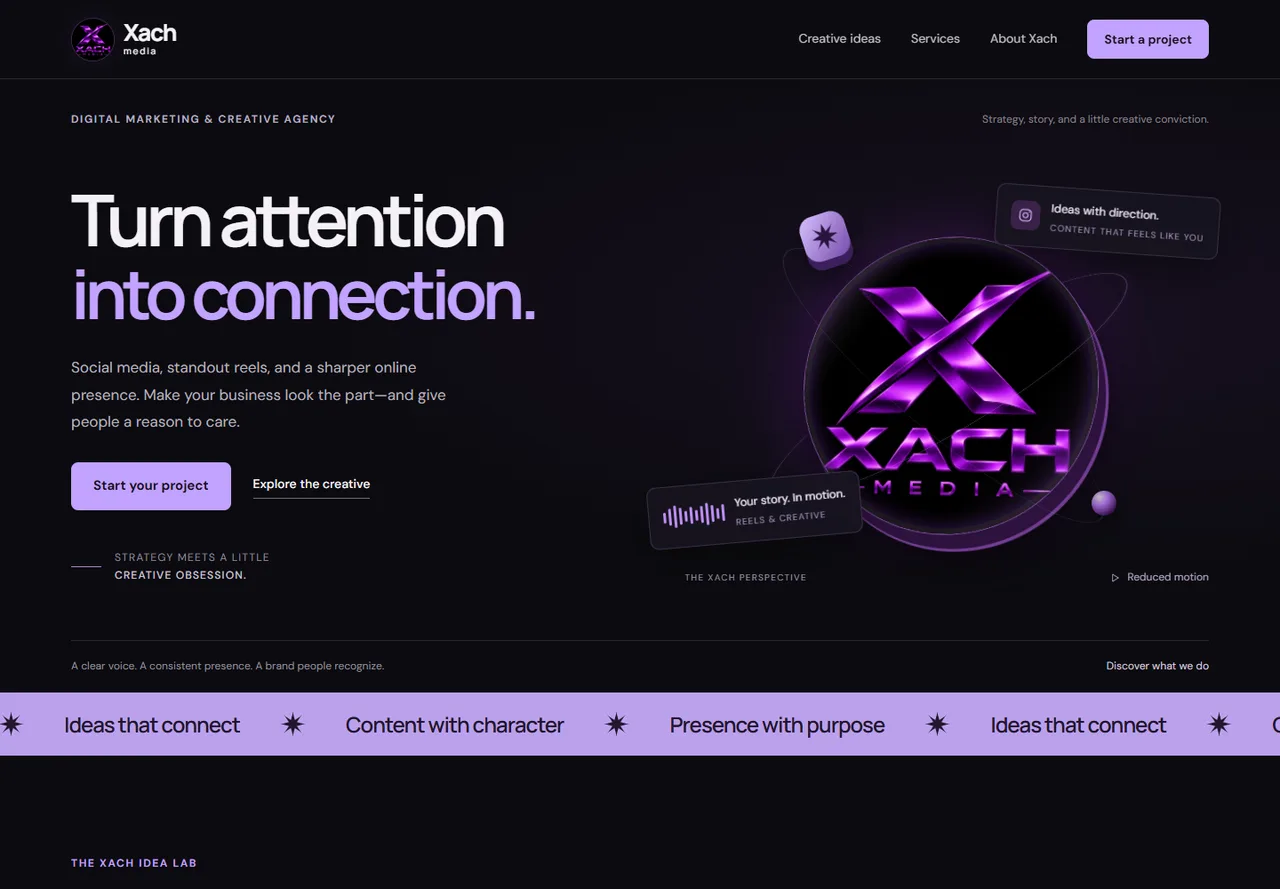 XACH
Xach
media
Creative ideas
Services
About Xach
Start a project
DIGITAL MARKETING & CREATIVE AGENCY
Strategy, story, and a little creative conviction.
Turn attention
into connection.
Social media, standout reels, and a sharper online
presence. Make your business look the part—and give
people a reason to care.
Start your project
Explore the creative
STRATEGY MEETS A LITTLE
CREATIVE OBSESSION.
Ideas with direction.
CONTENT THAT FEELS LIKE YOU
XACH
MEDIA
Your story. In motion.
REELS & CREATIVE
THE XACH PERSPECTIVE
Reduced motion
A clear voice. A consistent presence. A brand people recognize.
Discover what we do
Ideas that connect
Content with character
Presence with purpose
Ideas that connect
THE XACH IDEA LAB